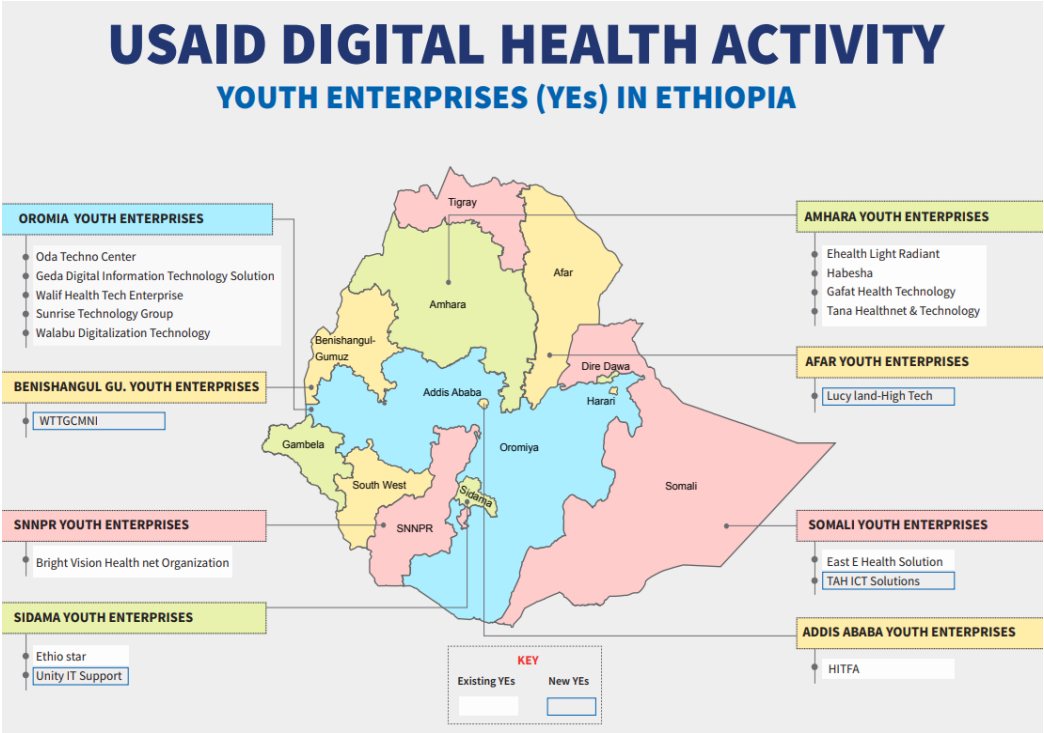 USAID DIGITAL HEALTH ACTIVITY
YOUTH ENTERPRISES (YEs) IN ETHIOPIA
OROMIA YOUTH ENTERPRISES
Oda Techno Center
Geda Digital Information Technology Solution
Walif Health Tech Enterprise
Sunrise Technology Group
Walabu Digitalization Technology
BENISHANGUL GU. YOUTH ENTERPRISES
WTTGCMNI
SNNPR YOUTH ENTERPRISES
Bright Vision Health net Organization
SIDAMA YOUTH ENTERPRISES
Ethio star
Unity IT Support
Tigray
Afar
Amhara
Benishangul-
Gumuz
Dire Dawa
Addis Ababa
Harari
Gambela
Oromiya
South West
Sidama
Somali
SNNPR
AMHARA YOUTH ENTERPRISES
Ehealth Light Radiant
Habesha
Gafat Health Technology
Tana Healthnet & Technology
AFAR YOUTH ENTERPRISES
Lucy land-High Tech
SOMALI YOUTH ENTERPRISES
East E Health Solution
TAH ICT Solutions
ADDIS ABABA YOUTH ENTERPRISES
HITFA
KEY
Existing YEs New YEs